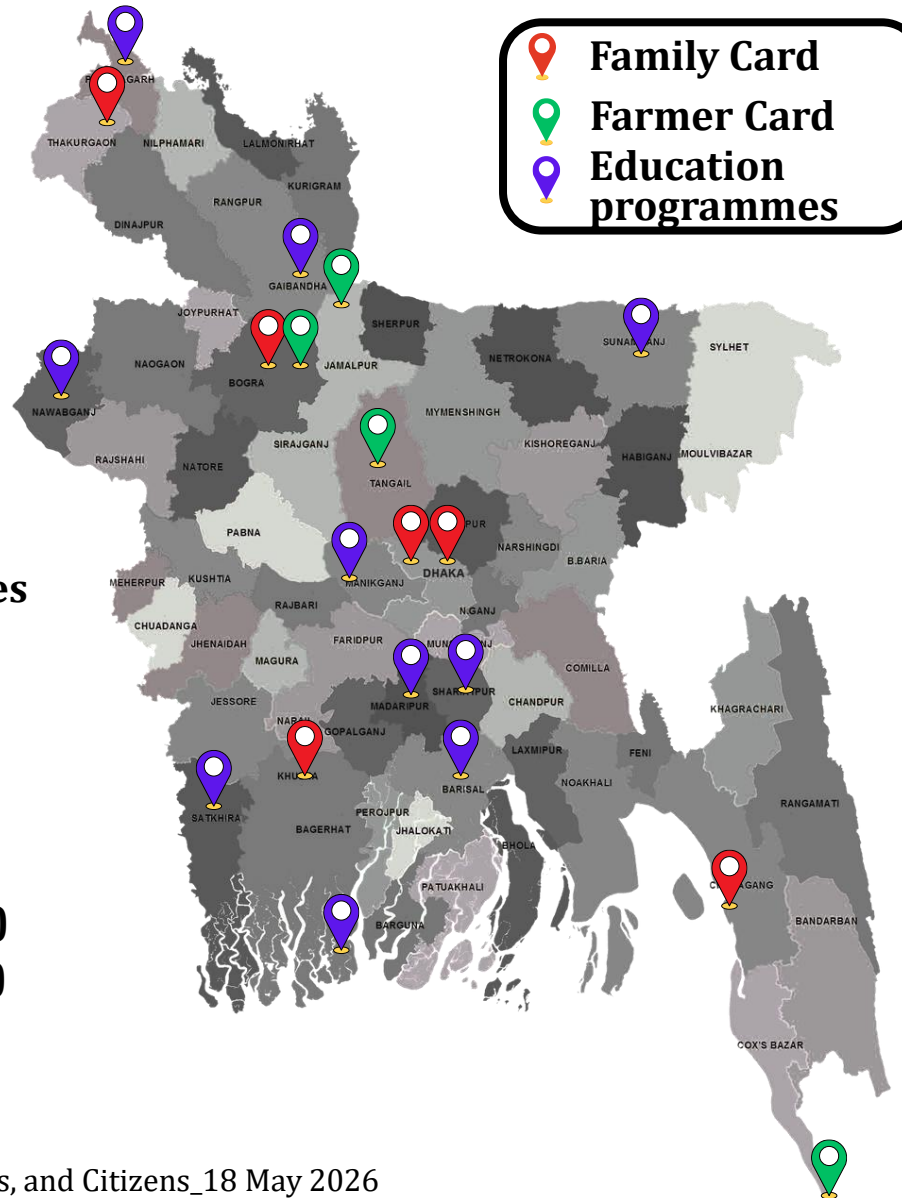 Family Card
Farmer Card
Education
programmes
GARH
THAKURGAON
NILPHAMARI
LALMONIRHAT
KURIGRAM
RANGPUR
DINAJPUR
GAIBANDHA
JOYPURHAT
SHERPUR
SYLHET
NETROKONA
NAOGAON
JAMALPUR
BOGRA
NAWABGANJ
MYMENSHINGH
SIRAJGANJ
KISHOREGANJ
HABIGANJ
MOULVIBAZAR
RAJSHAHI
NATORE
TANGAIL
PUR
PABNA
NARSHINGDI
B.BARIA
DHAKA
MEHERPUR
KUSHTIA
MANIKGANJ
es
RAJBARI
N.GANJ
CHUADANGA
JHENAIDAH
FARIDPUR
MAGURA
COMILLA
JESSORE
MADARIPUR
CHANDPUR
KHAGRACHARI
GOPALGANJ
LAXMIPUR
FENI
NOAKHALI
BARISAL
RANGAMATI
SATKHIRA
PEROJPUR
BAGERHAT
JHALOKATI
BHOLA
PATUAKHALI
BARGUNA
BANDARBAN
0
0
COX'S BAZAR
s, and Citizens_18 May 2026